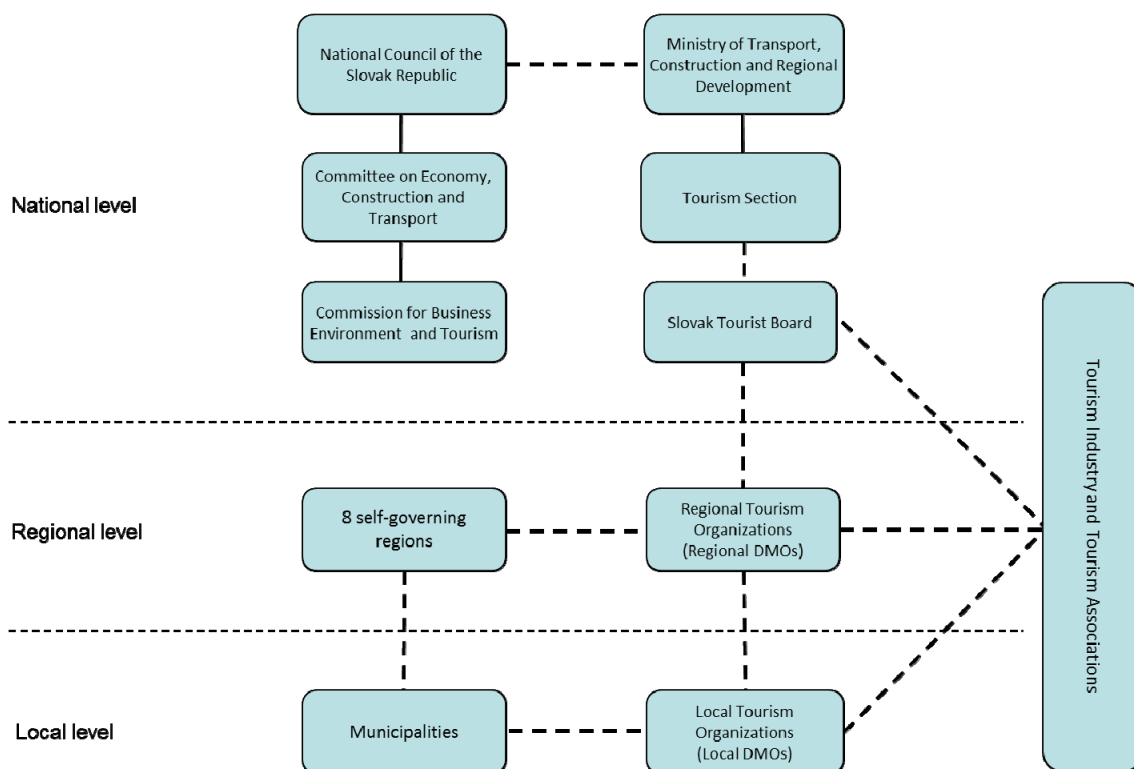 National Council of the
Slovak Republic
Ministry of Transport,
Construction and Regional
Development
National level
Committee on Economy,
Construction and
Transport
Tourism Section
Commission for Business
Environment and Tourism
Slovak Tourist Board
Tourism Industry and Tourism Associations
Regional level
8 self-governing
regions
Regional Tourism
Organizations
(Regional DMOs)
Local level
Municipalities
Local Tourism
Organizations
(Local DMOs)